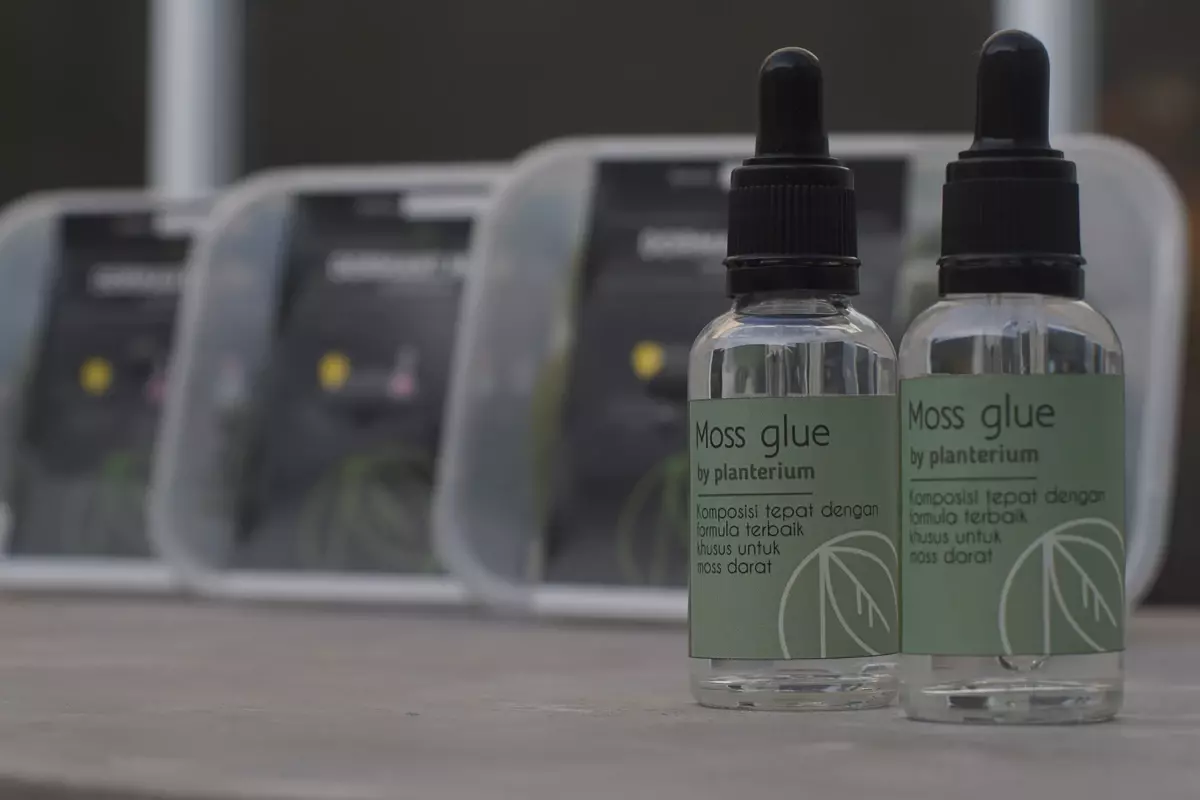 Moss glue
by planterium
Komposisi tepat dengan
formula terbaik
khusus untuk
moss darat
Moss glue
by planterium
Komposisi tepat dengan
formula terbaik
khusus untuk
moss darat